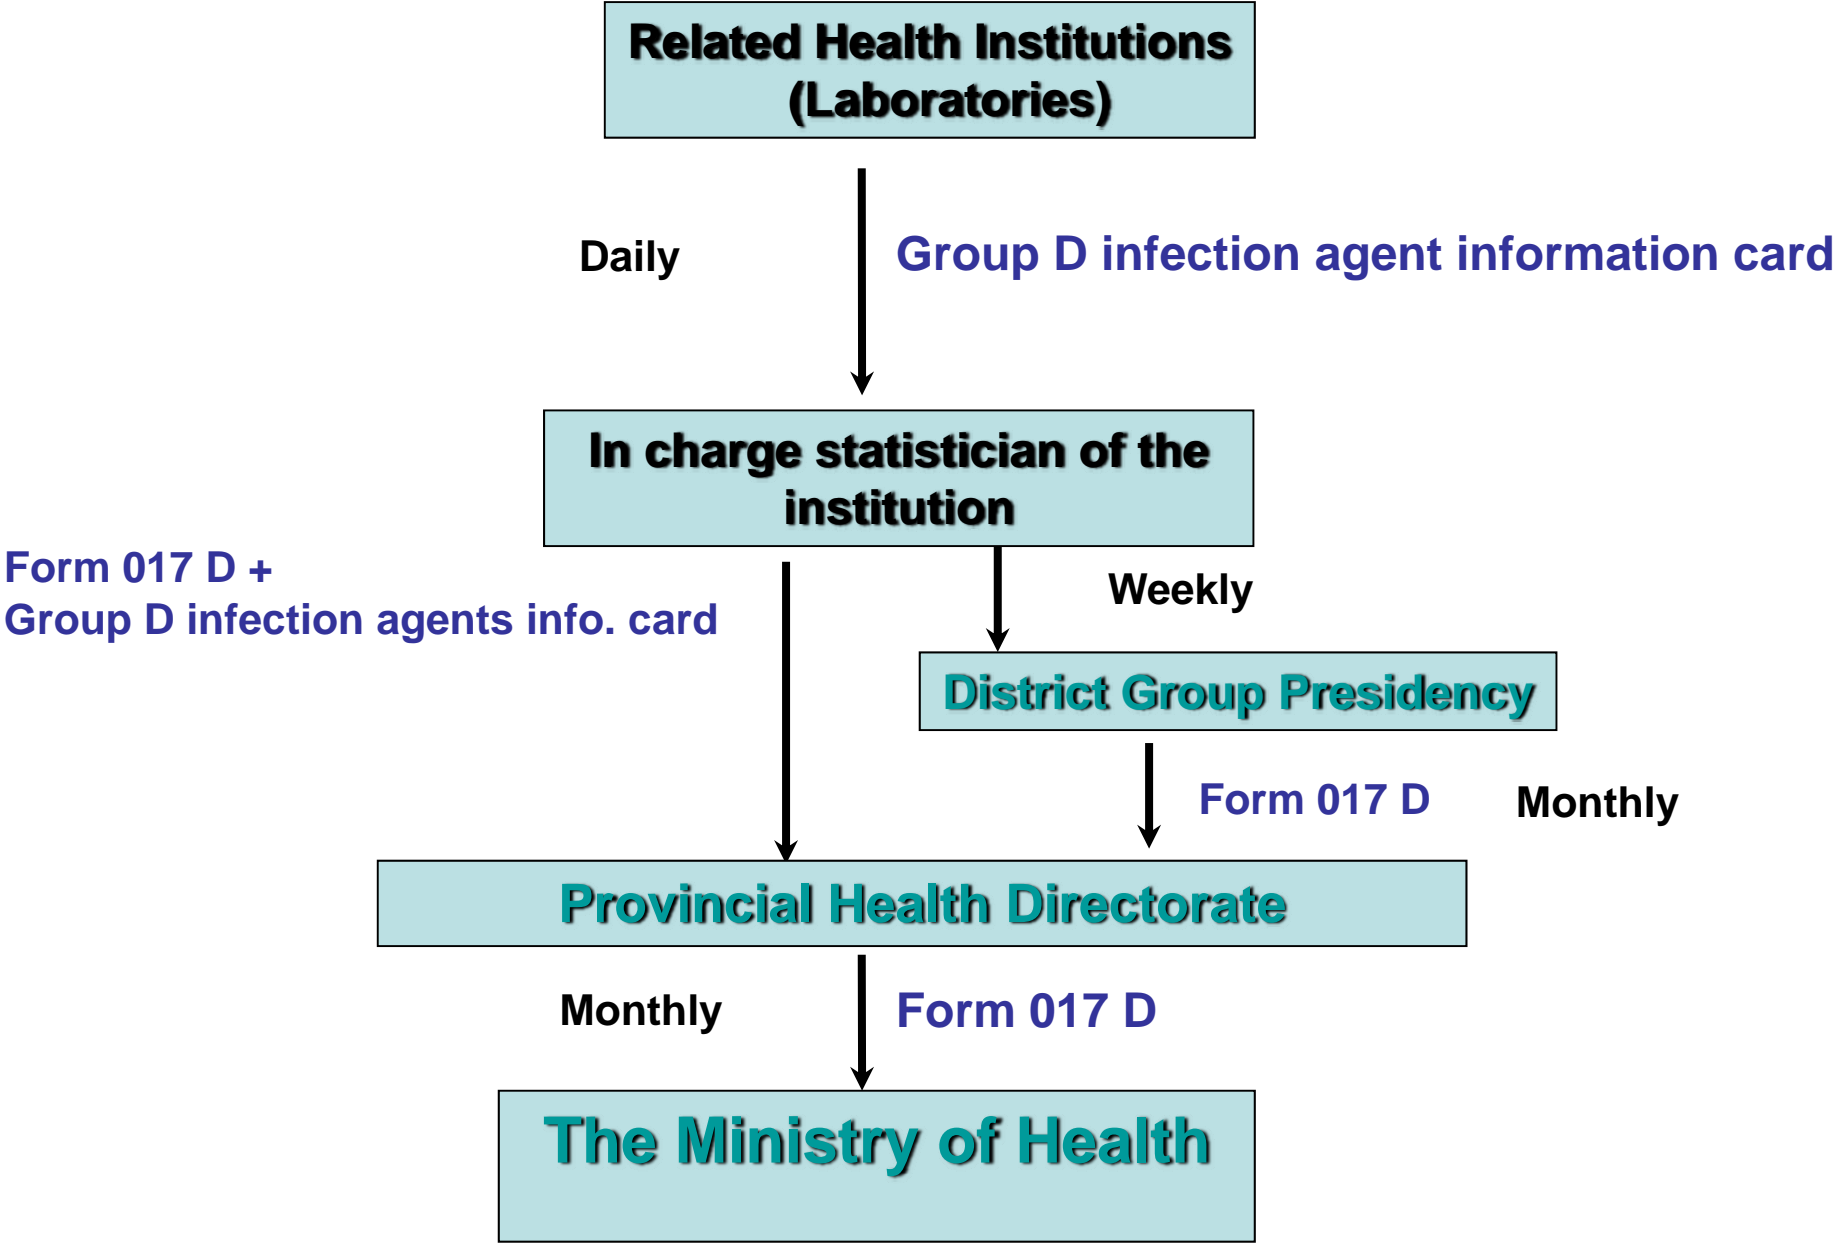 Related Health Institutions
(Laboratories)
Daily
Group D infection agent information card
In charge statistician of the
institution
Form 017 D +
Group D infection agents info. card
Weekly
District Group Presidency
Form 017 D
Monthly
Provincial Health Directorate
Monthly
Form 017 D
The Ministry of Health